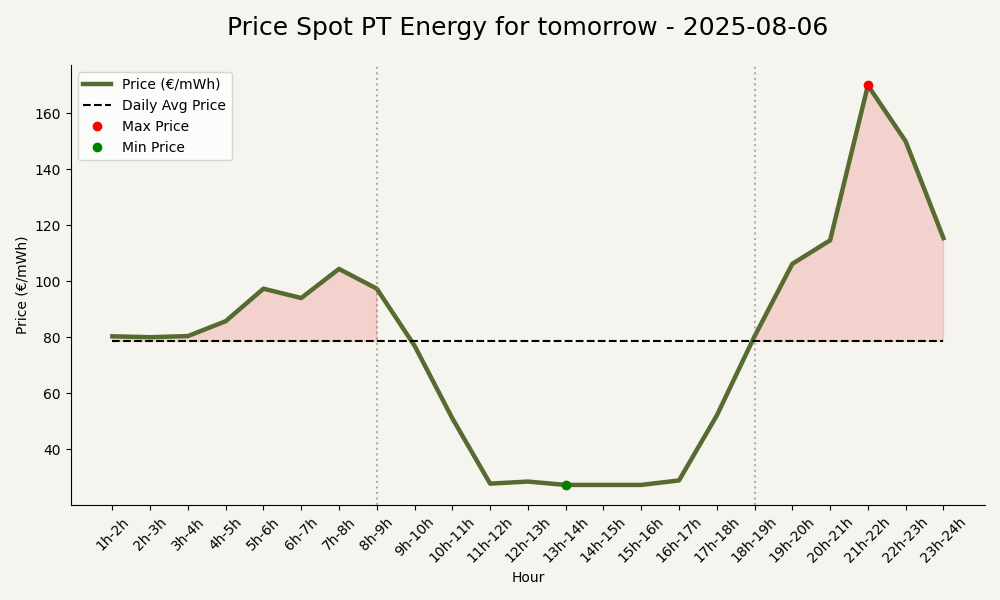 Price Spot PT Energy for tomorrow - 2025-08-06
Price (€/mWh)
Daily Avg Price
Max Price
Min Price
Price (€/mWh)
160
140
120
100
80
60
40
1h-2h
2h-3h
3h-4h
4h-5h
5h-6h
6h-7h
7h-8h
8h-9h
9h-10h
10h-11h
11h-12h
12h-13h
13h-14h
14h-15h
15h-16h
16h-17h
17h-18h
18h-19h
19h-20h
20h-21h
21h-22h
22h-23h
23h-24h
Hour